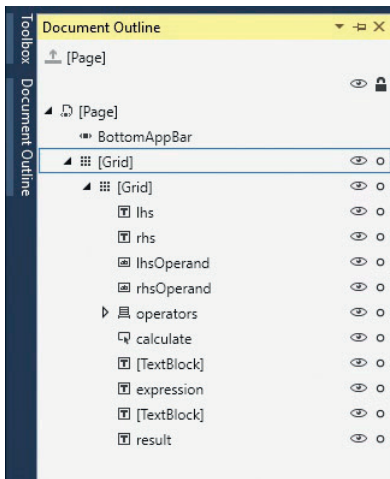 Toolbox
Document Outline
Document Outline
[Page]
[Page]
BottomAppBar
[Grid]
[Grid]
lhs
rhs
lhsOperand
rhsOperand
operators
calculate
[TextBlock]
expression
[TextBlock]
result